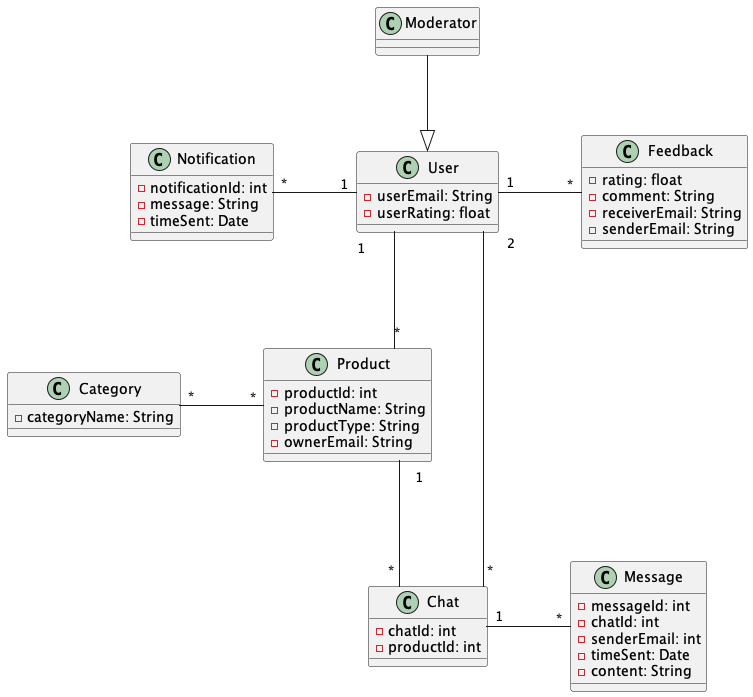 C Moderator
C Notification
notificationId: int
message: String
timeSent: Date
* 1
C User
userEmail: String
userRating: float
1 *
C Feedback
rating: float
comment: String
receiverEmail: String
senderEmail: String
1
2
*
C Category
categoryName: String
* *
C Product
productId: int
productName: String
productType: String
ownerEmail: String
1
*
*
C Chat
chatId: int
productId: int
1 *
C Message
messageId: int
chatId: int
senderEmail: int
timeSent: Date
content: String